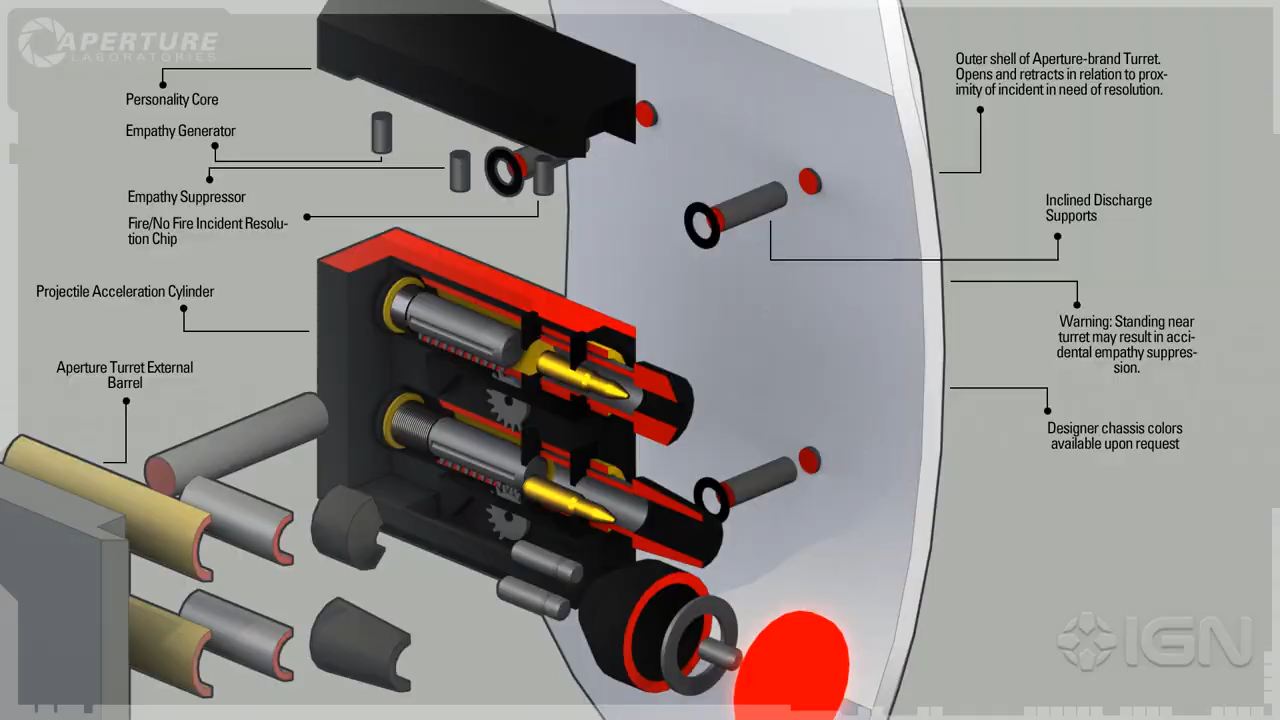 APERTURE
LABORATORIES
Personality Core
Empathy Generator
Empathy Suppressor
Fire/No Fire Incident Resolu-
tion Chip
Projectile Acceleration Cylinder
Aperture Turret External
Barrel
Outer shell of Aperture-brand Turret.
Opens and retracts in relation to prox-
imity of incident in need of resolution.
Inclined Discharge
Supports
Warning: Standing near
turret may result in acci-
dental empathy suppres-
sion.
Designer chassis colors
available upon request
IGN